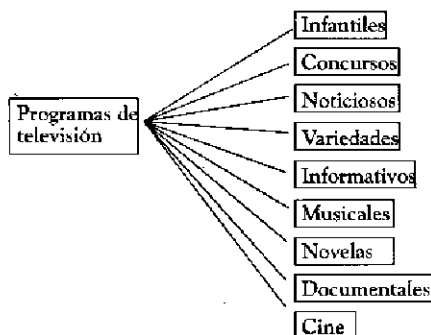 Programas de
televisión
Infantiles
Concursos
Noticiosos
Variedades
Informativos
Musicales
Novelas
Documentales
Cine